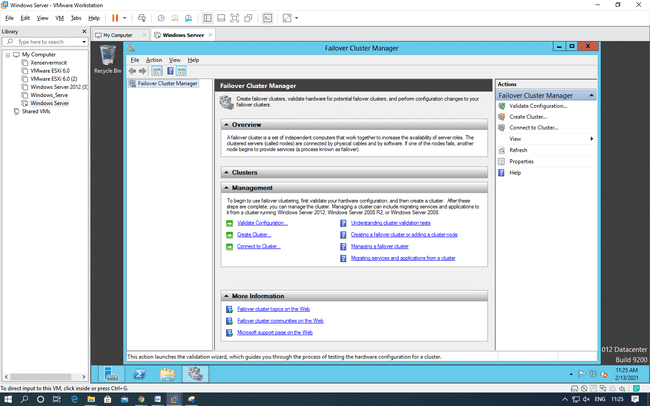 Windows Server - VMware Workstation
File Edit View VM Tabs Help
Library
Type here to search
My Computer
Xenservermscit
VMware ESXi 6.0
VMware ESXi 6.0 (2)
Windows Server 2012 (3)
Windows_Serve
Windows Server
Shared VMs
My Computer
Windows Server
Recycle Bin
Failover Cluster Manager
File Action View Help
Failover Cluster Manager
Failover Cluster Manager
Create failover clusters, validate hardware for potential failover clusters, and perform configuration changes to your
failover clusters.
Overview
A failover cluster is a set of independent computers that work together to increase the availability of server roles. The
clustered servers (called nodes) are connected by physical cables and by software. If one of the nodes fails, another
node begins to provide services (a process known as failover).
Clusters
Management
To begin to use failover clustering, first validate your hardware configuration, and then create a cluster. After these
steps are complete, you can manage the cluster. Managing a cluster can include migrating services and applications to
it from a cluster running Windows Server 2012, Windows Server 2008 R2, or Windows Server 2008.
Validate Configuration...
Understanding cluster validation tests
Create Cluster...
Creating a failover cluster or adding a cluster node
Connect to Cluster...
Managing a failover cluster
Migrating services and applications from a cluster
More Information
Failover cluster topics on the Web
Failover cluster communities on the Web
Microsoft support page on the Web
Actions
Failover Cluster Manager
Validate Configuration...
Create Cluster...
Connect to Cluster...
View
Refresh
Properties
Help
This action launches the validation wizard, which guides you through the process of testing the hardware configuration for a cluster.
012 Datacenter
Build 9200
11:25 AM
2/13/2021
To direct input to this VM, click inside or press Ctrl+G.
ENG 11:25